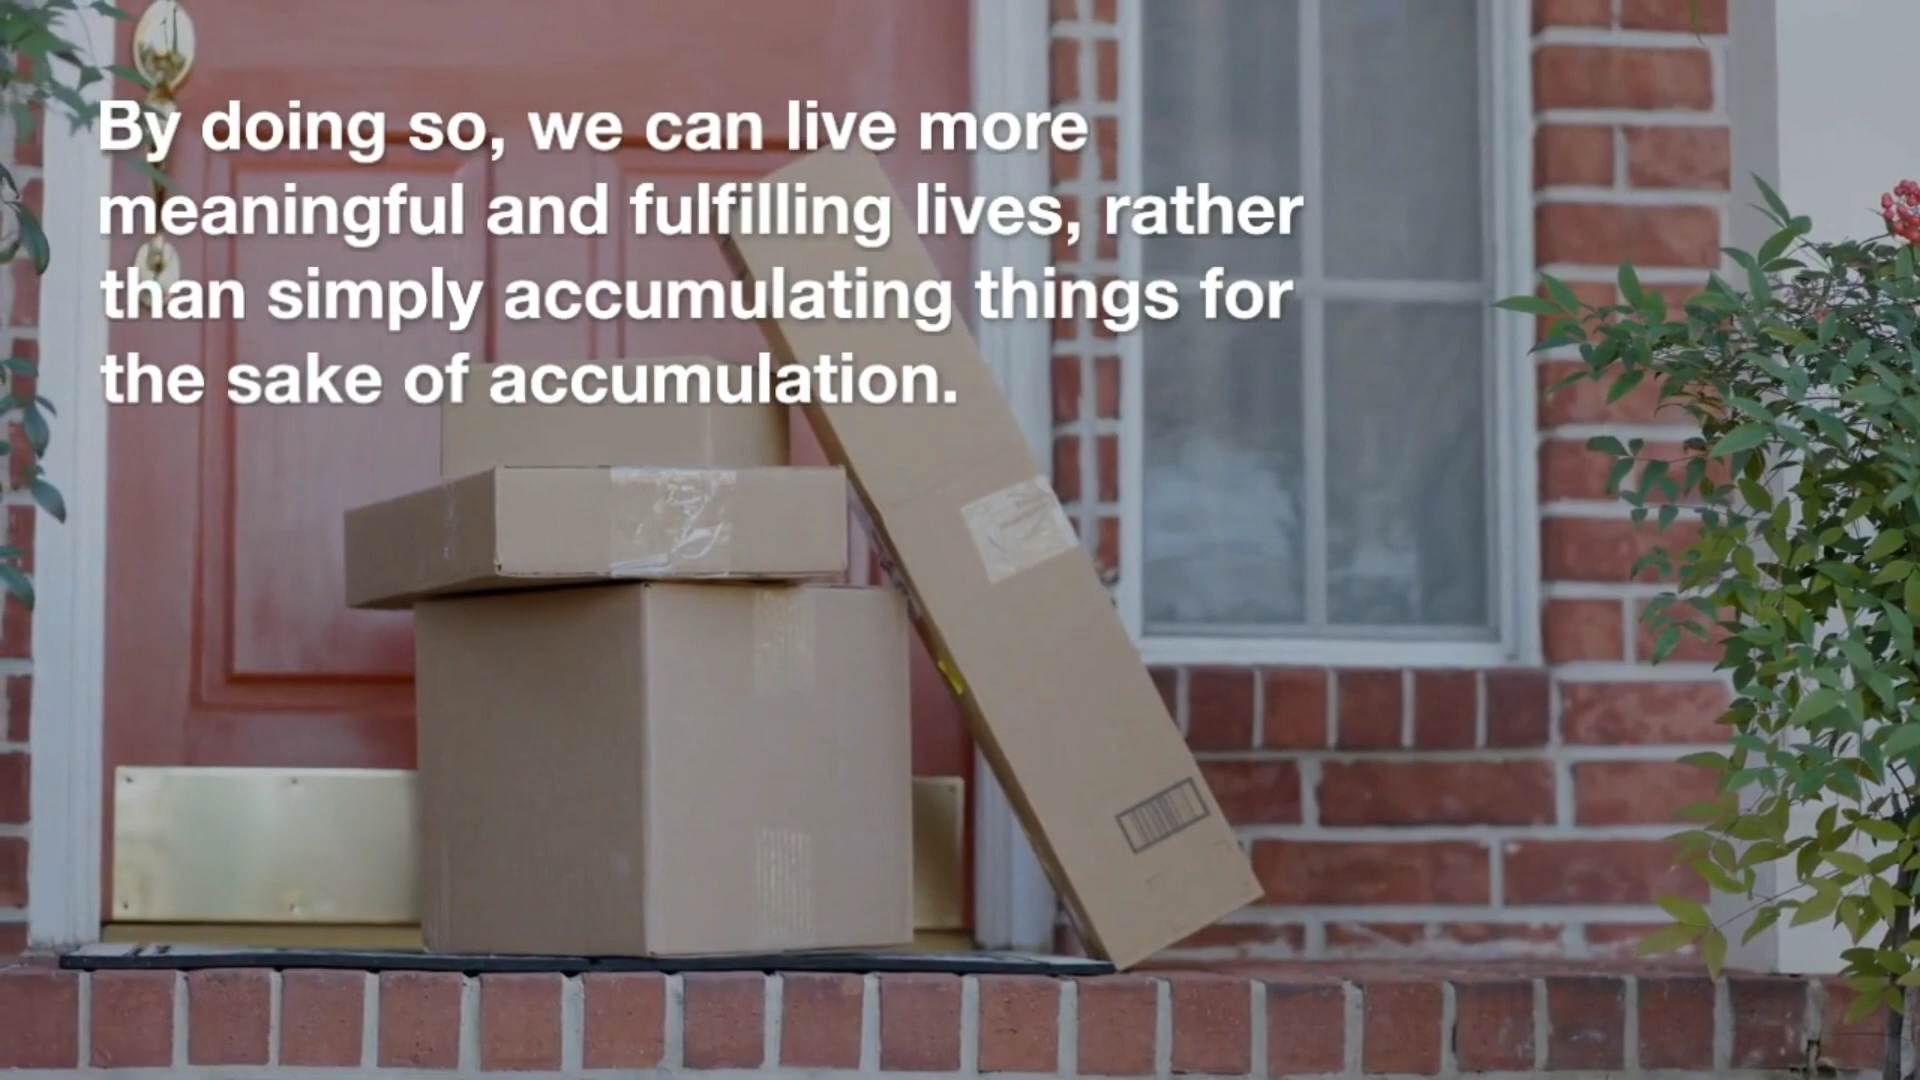 By doing so, we can live more
meaningful and fulfilling lives, rather
than simply accumulating things for
the sake of accumulation.